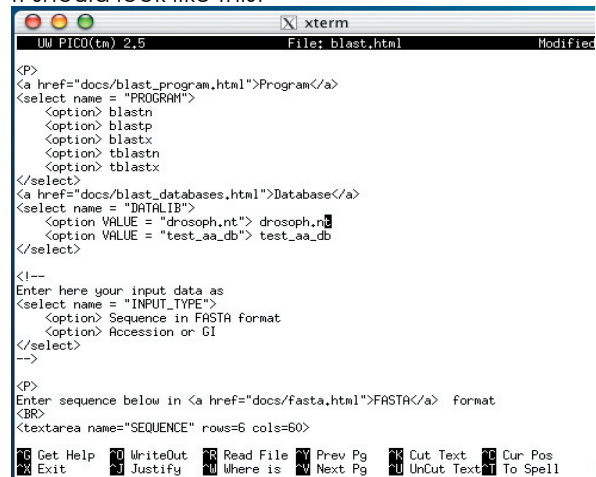 It should look like this:
X xterm
UW PICO(tm) 2.5 File: blast.html Modified
<P>
<a href="docs/blast_program.html">Program</a>
<select name = "PROGRAM">
<option> blastn
<option> blastp
<option> blastx
<option> tblastn
<option> tblastx
</select>
<a href="docs/blast_databases.html">Database</a>
<select name = "DATALIB">
<option VALUE = "drosoph.nt"> drosoph.nt
<option VALUE = "test_aa_db"> test_aa_db
</select>
<!--
Enter here your input data as
<select name = "INPUT_TYPE">
<option> Sequence in FASTA format
<option> Accession or GI
</select>
-->
<P>
Enter sequence below in <a href="docs/fasta.html">FASTA</a> format
<BR>
<textarea name="SEQUENCE" rows=6 cols=60>
^G Get Help ^O WriteOut ^R Read File ^Y Prev Pg ^K Cut Text ^C Cur Pos
^X Exit ^J Justify ^W Where is ^V Next Pg ^U UnCut Text ^T To Spell